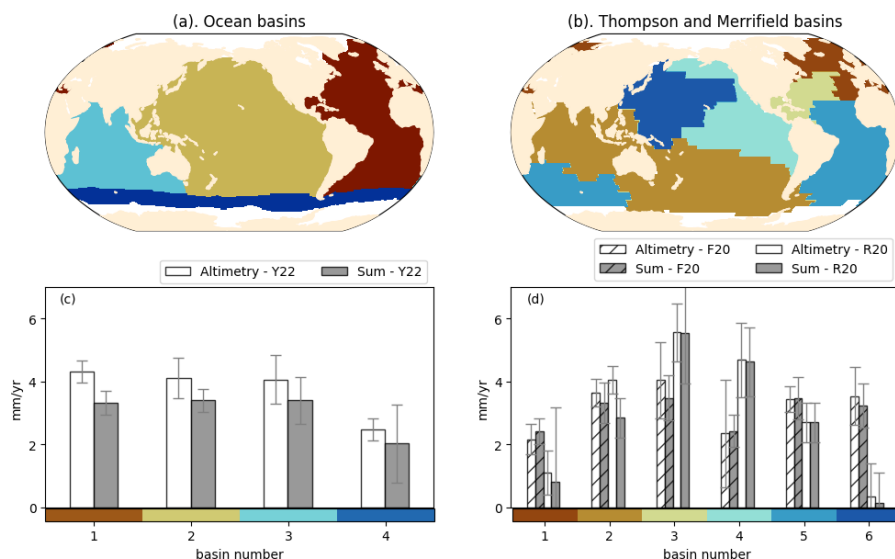 (a). Ocean basins
(b). Thompson and Merrifield basins
Altimetry - Y22
Sum - Y22
Altimetry - F20
Altimetry - R20
Sum - F20
Sum - R20
(c)
6
4
2
0
mm/yr
1
2
3
4
basin number
(d)
6
4
2
0
mm/yr
1
2
3
4
5
6
basin number